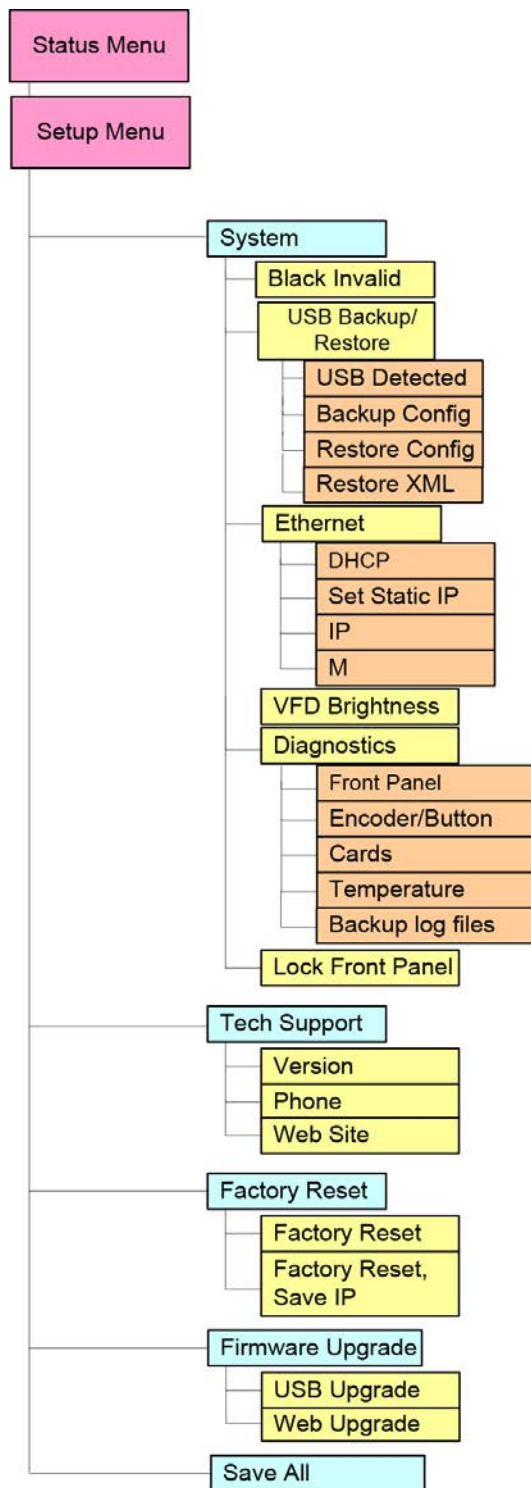 Status Menu
Setup Menu
System
Black Invalid
USB Backup/
Restore
USB Detected
Backup Config
Restore Config
Restore XML
Ethernet
DHCP
Set Static IP
IP
M
VFD Brightness
Diagnostics
Front Panel
Encoder/Button
Cards
Temperature
Backup log files
Lock Front Panel
Tech Support
Version
Phone
Web Site
Factory Reset
Factory Reset
Factory Reset,
Save IP
Firmware Upgrade
USB Upgrade
Web Upgrade
Save All